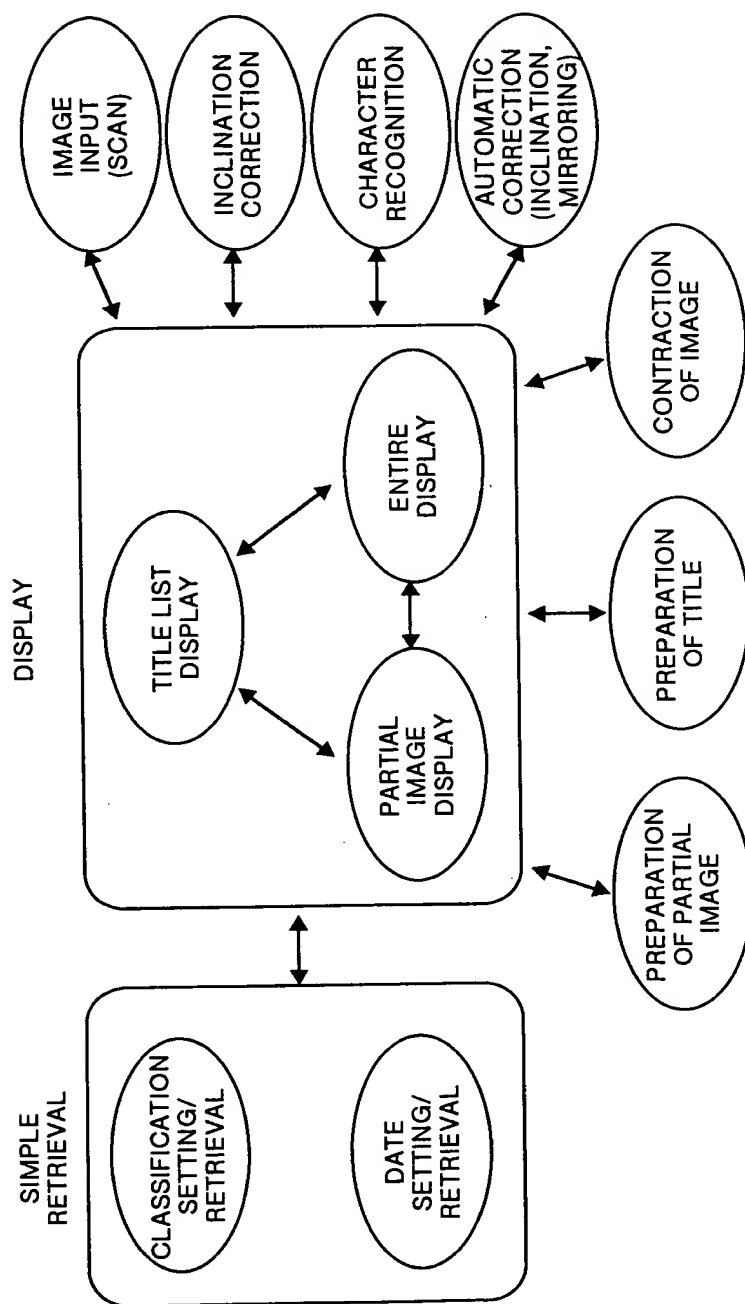 SIMPLE
RETRIEVAL
CLASSIFICATION
SETTING/
RETRIEVAL
DATE
SETTING/
RETRIEVAL
DISPLAY
TITLE LIST
DISPLAY
PARTIAL
IMAGE
DISPLAY
ENTIRE
DISPLAY
IMAGE
INPUT
(SCAN)
INCLINATION
CORRECTION
CHARACTER
RECOGNITION
AUTOMATIC
CORRECTION
(INCLINATION,
MIRRORING)
PREPARATION
OF PARTIAL
IMAGE
PREPARATION
OF TITLE
CONTRACTION
OF IMAGE